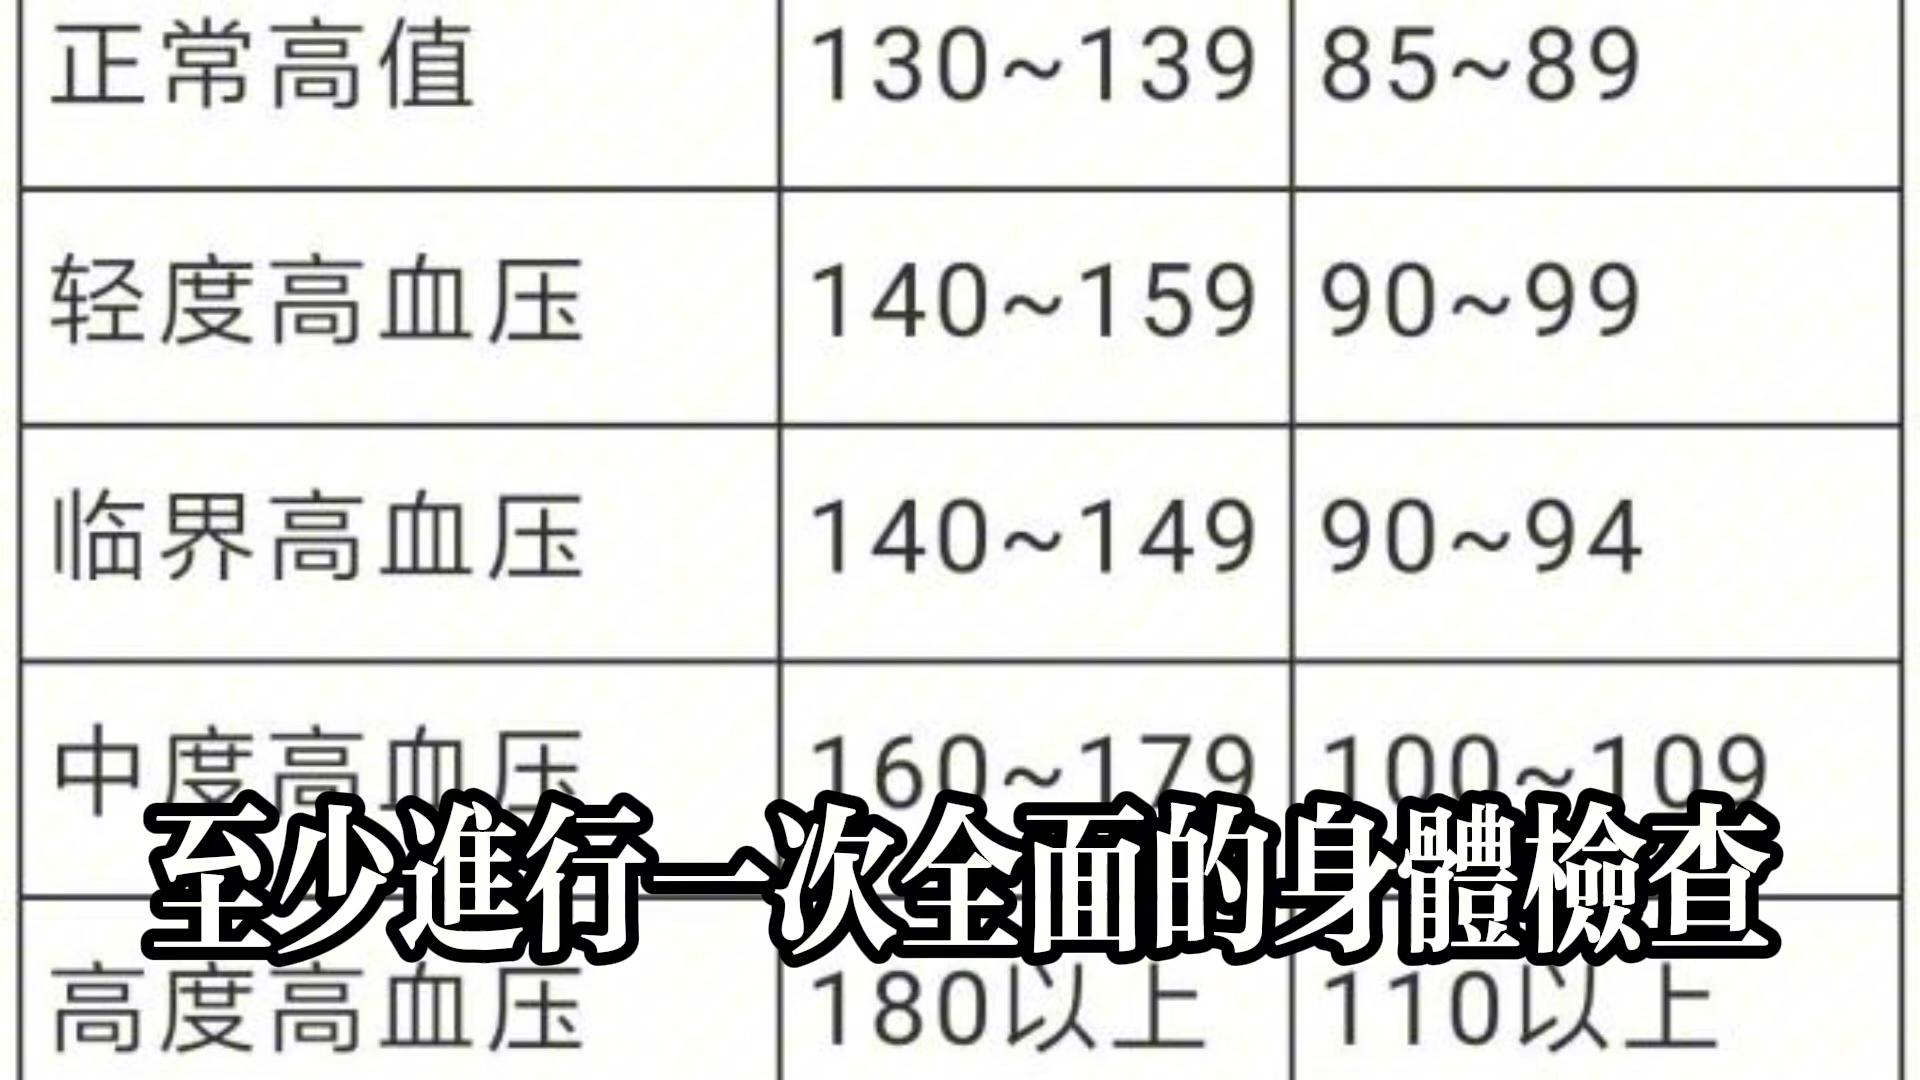 正常高值 130~139 85~89
轻度高血压 140~159 90~99
临界高血压 140~149 90~94
中度高血压 160~179 100~109
至少進行一次全面的身體檢查
高度高血压 180以上 110以上